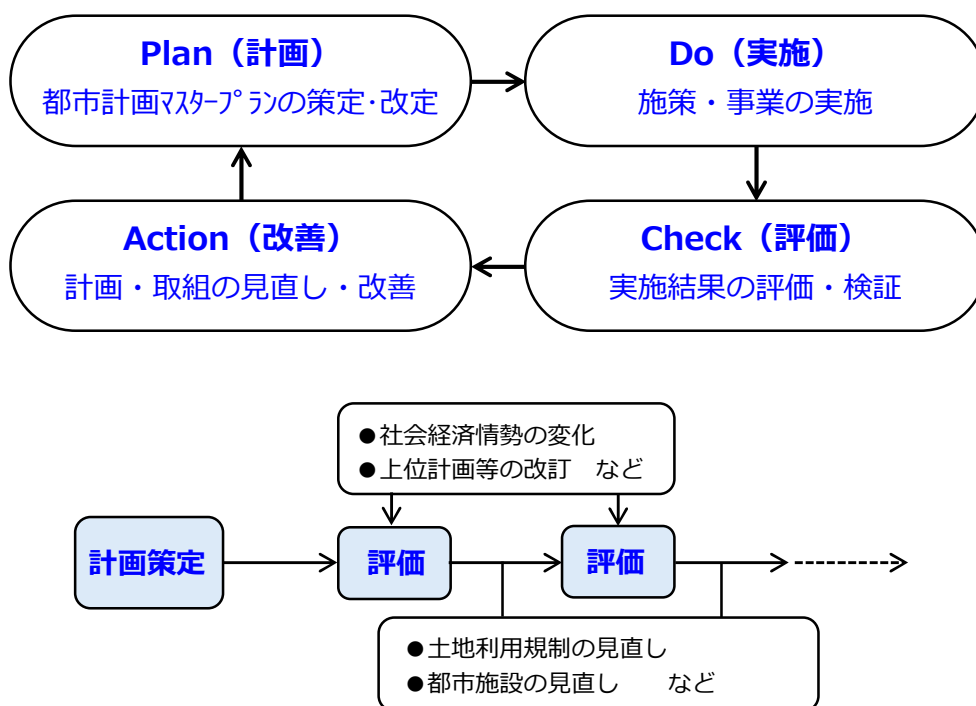 Plan（計画）
都市計画ﾏｽﾀｰﾌﾟﾗﾝの策定･改定
Do（実施）
施策・事業の実施
Action（改善）
計画・取組の見直し・改善
Check（評価）
実施結果の評価・検証
●社会経済情勢の変化
●上位計画等の改訂　など
計画策定
評価
評価
●土地利用規制の見直し
●都市施設の見直し　　など